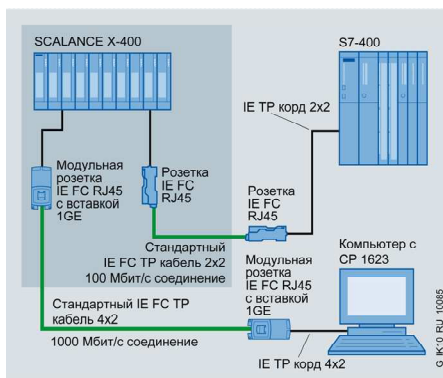 SCALANCE X-400
S7-400
IE TP корд 2x2
Модульная
розетка
IE FC RJ45
с вставкой
1GE
Розетка
IE FC
RJ45
Розетка
IE FC
RJ45
Стандартный
IE FC TP кабель 2x2
100 Мбит/с соединение
Модульная
розетка
IE FC RJ45
с вставкой
1GE
Компьютер с
CP 1623
Стандартный IE FC TP
кабель 4x2
1000 Мбит/с соединение
IE TP корд 4x2
G_IK10_RU_10085